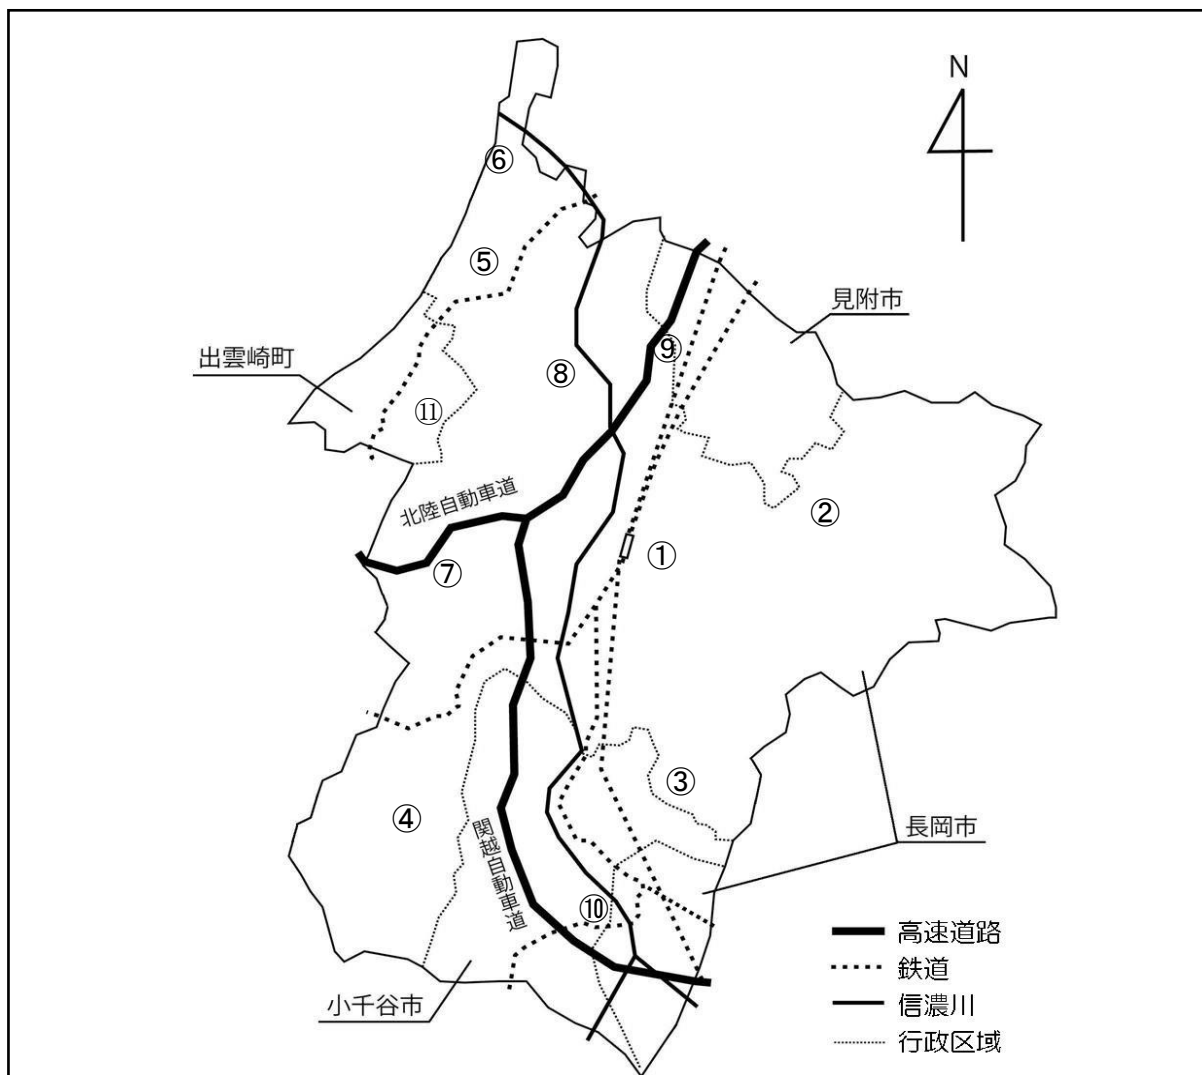 N
⑥
⑤
見附市
出雲崎町
⑨
⑧
⑪
北陸自動車道
②
①
⑦
③
④
長岡市
関越自動車道
⑩
小千谷市
高速道路
鉄道
信濃川
行政区域